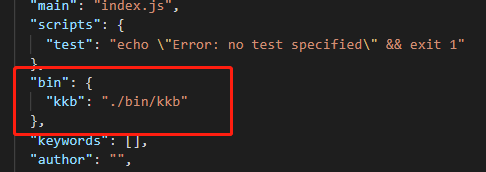 "main": "index.js",
"scripts": {
"test": "echo \"Error: no test specified\" && exit 1"
},
"bin": {
"kkb": "./bin/kkb"
},
"keywords": [],
"author": "",